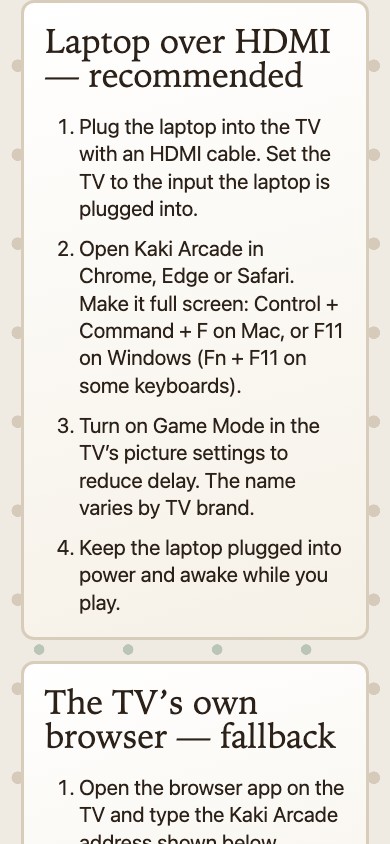 Laptop over HDMI
— recommended
1. Plug the laptop into the TV
with an HDMI cable. Set the
TV to the input the laptop is
plugged into.
2. Open Kaki Arcade in
Chrome, Edge or Safari.
Make it full screen: Control +
Command + F on Mac, or F11
on Windows (Fn + F11 on
some keyboards).
3. Turn on Game Mode in the
TV’s picture settings to
reduce delay. The name
varies by TV brand.
4. Keep the laptop plugged into
power and awake while you
play.
The TV’s own
browser — fallback
1. Open the browser app on the
TV and type the Kaki Arcade
address shown below